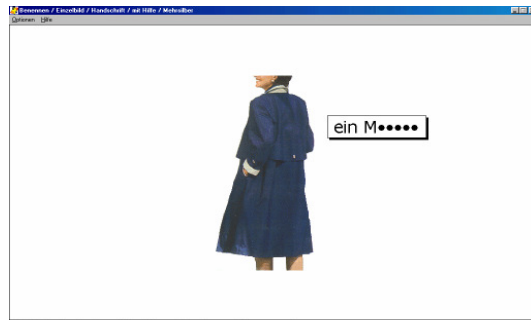 Benennen / Einzelbild / Handschrift / mit Hilfe / Mehrsilber
Optionen Hilfe
ein M•••••